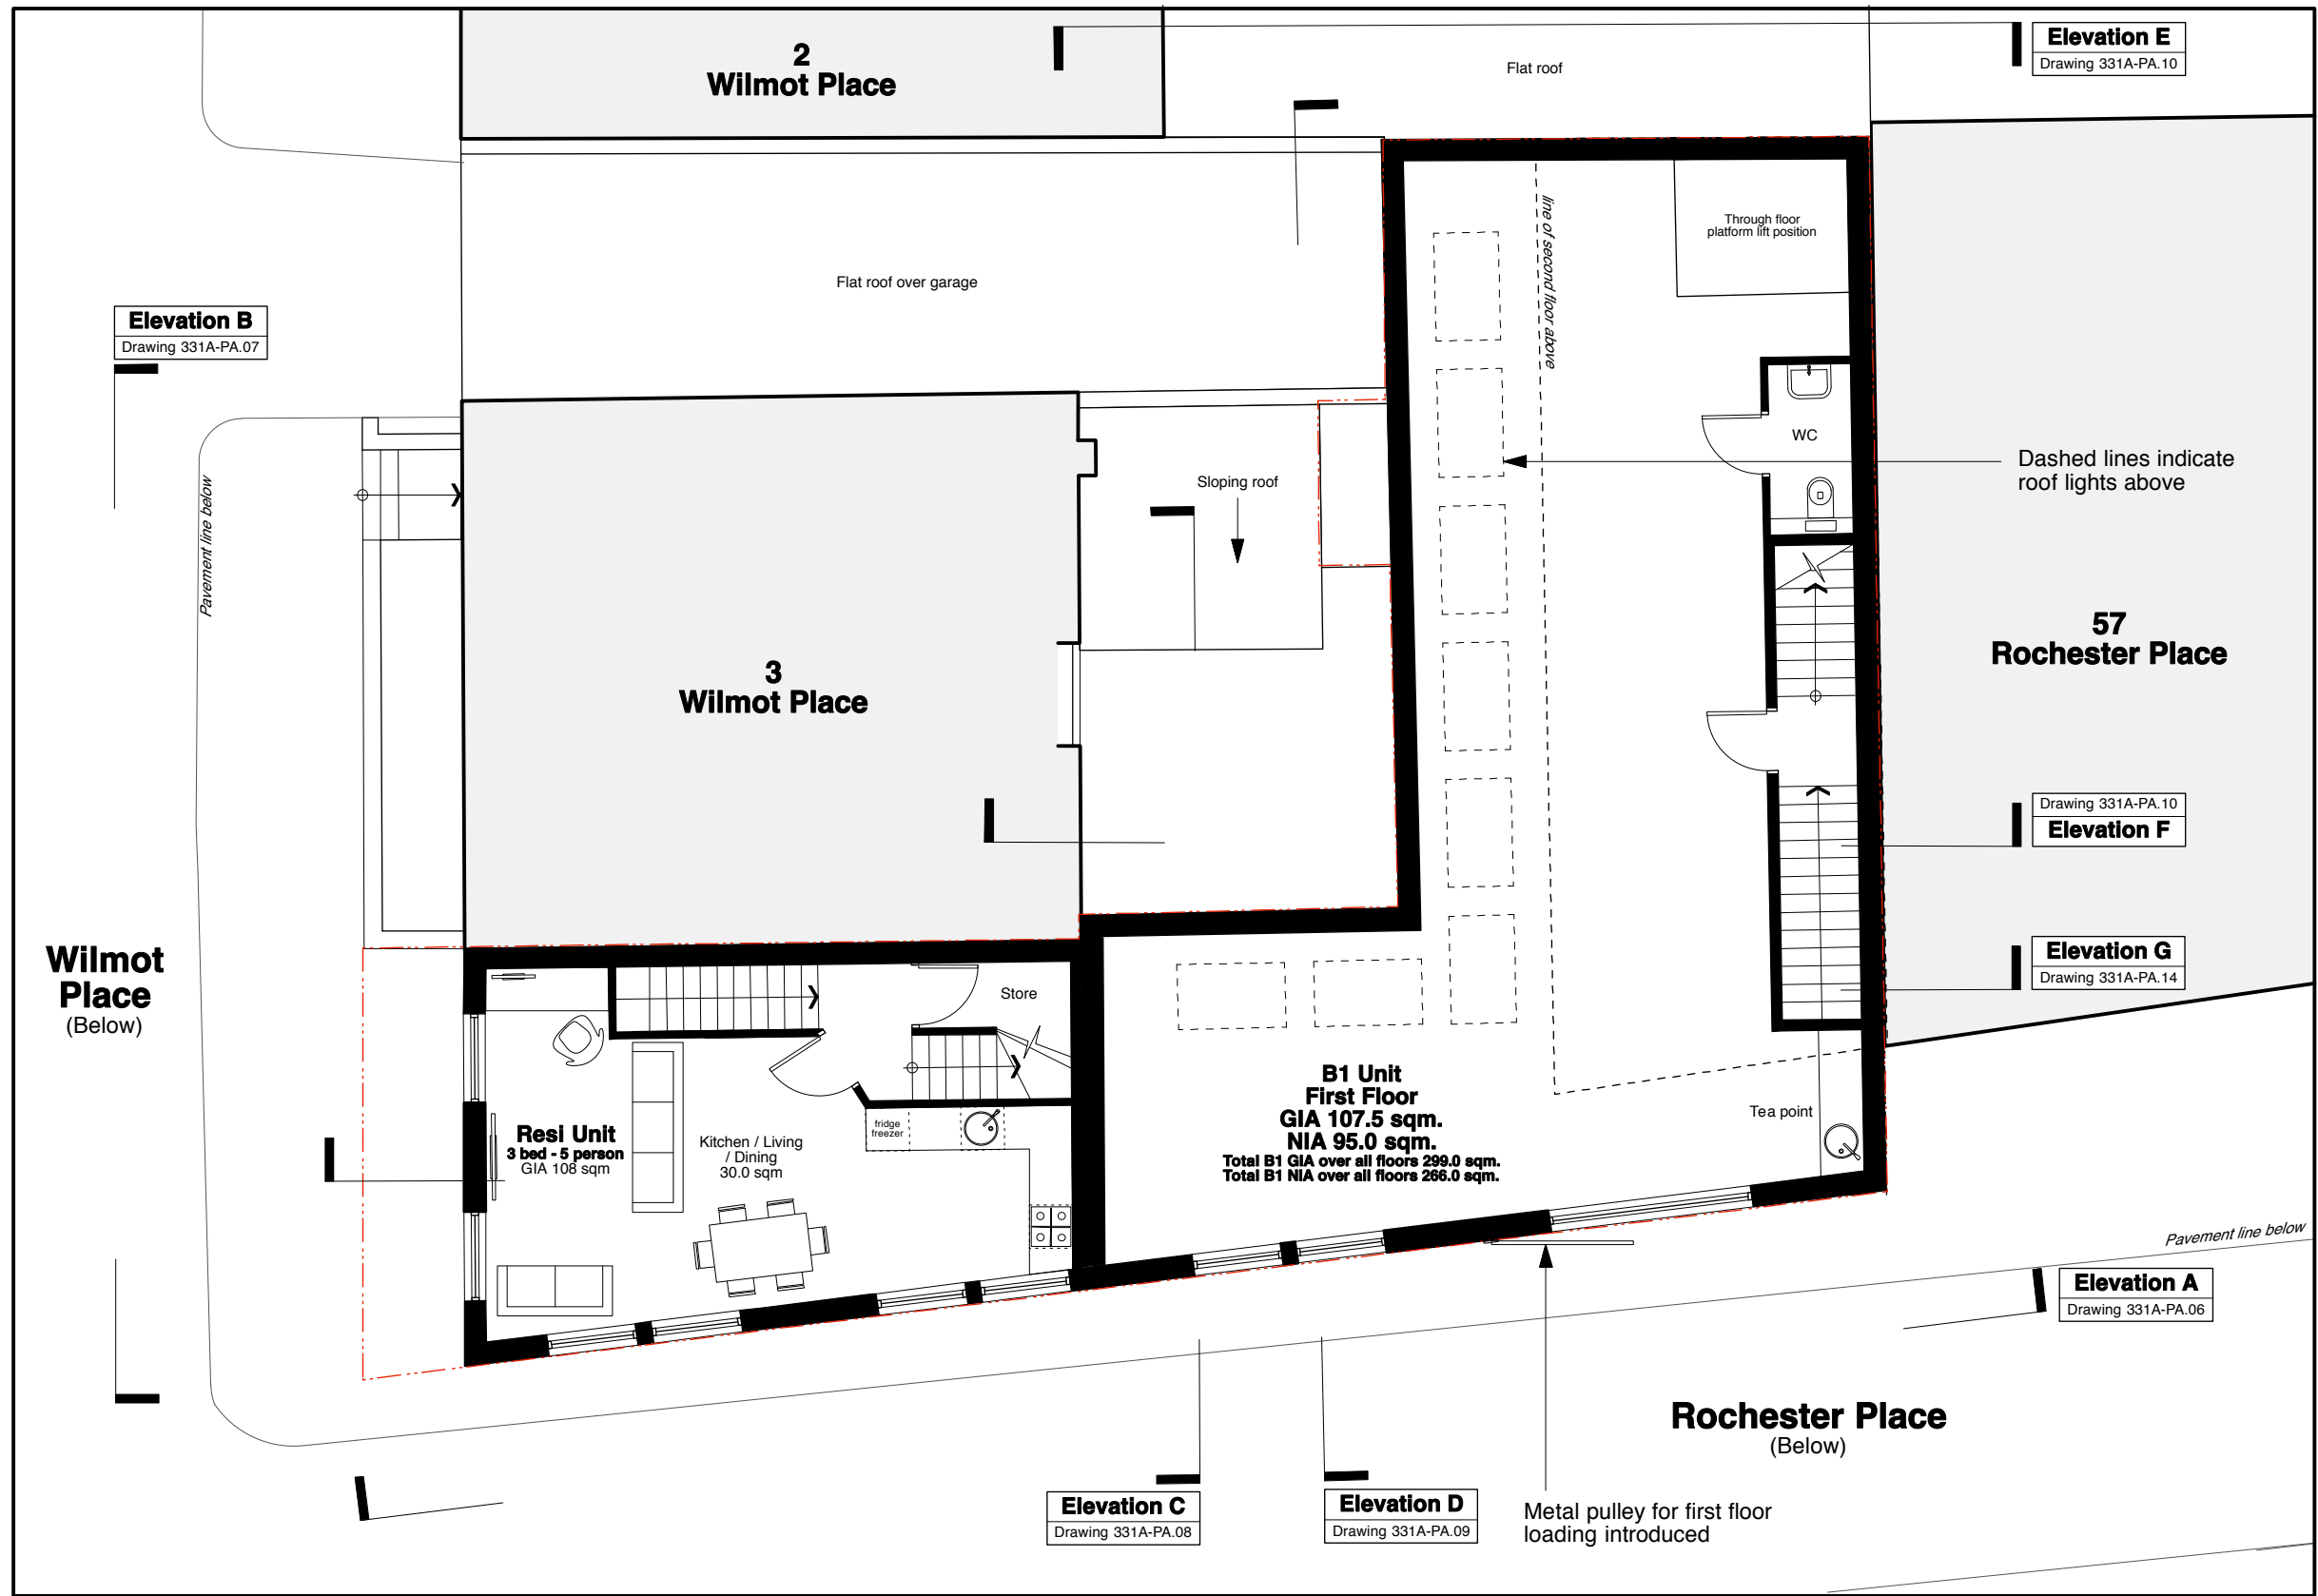 2
Wilmot Place
Flat roof
Elevation E
Drawing 331A-PA.10
Through floor
platform lift position
line of second floor above
Flat roof over garage
Elevation B
Drawing 331A-PA.07
WC
Dashed lines indicate
roof lights above
Sloping roof
Pavement line below
57
Rochester Place
3
Wilmot Place
Drawing 331A-PA.10
Elevation F
Elevation G
Drawing 331A-PA.14
Wilmot
Place
(Below)
Store
B1 Unit
First Floor
GIA 107.5 sqm.
NIA 95.0 sqm.
Total B1 GIA over all floors 299.0 sqm.
Total B1 NIA over all floors 266.0 sqm.
Tea point
fridge
freezer
Resi Unit
3 bed - 5 person
GIA 108 sqm
Kitchen / Living
/ Dining
30.0 sqm
Pavement line below
Elevation A
Drawing 331A-PA.06
Rochester Place
(Below)
Elevation C
Drawing 331A-PA.08
Elevation D
Drawing 331A-PA.09
Metal pulley for first floor
loading introduced